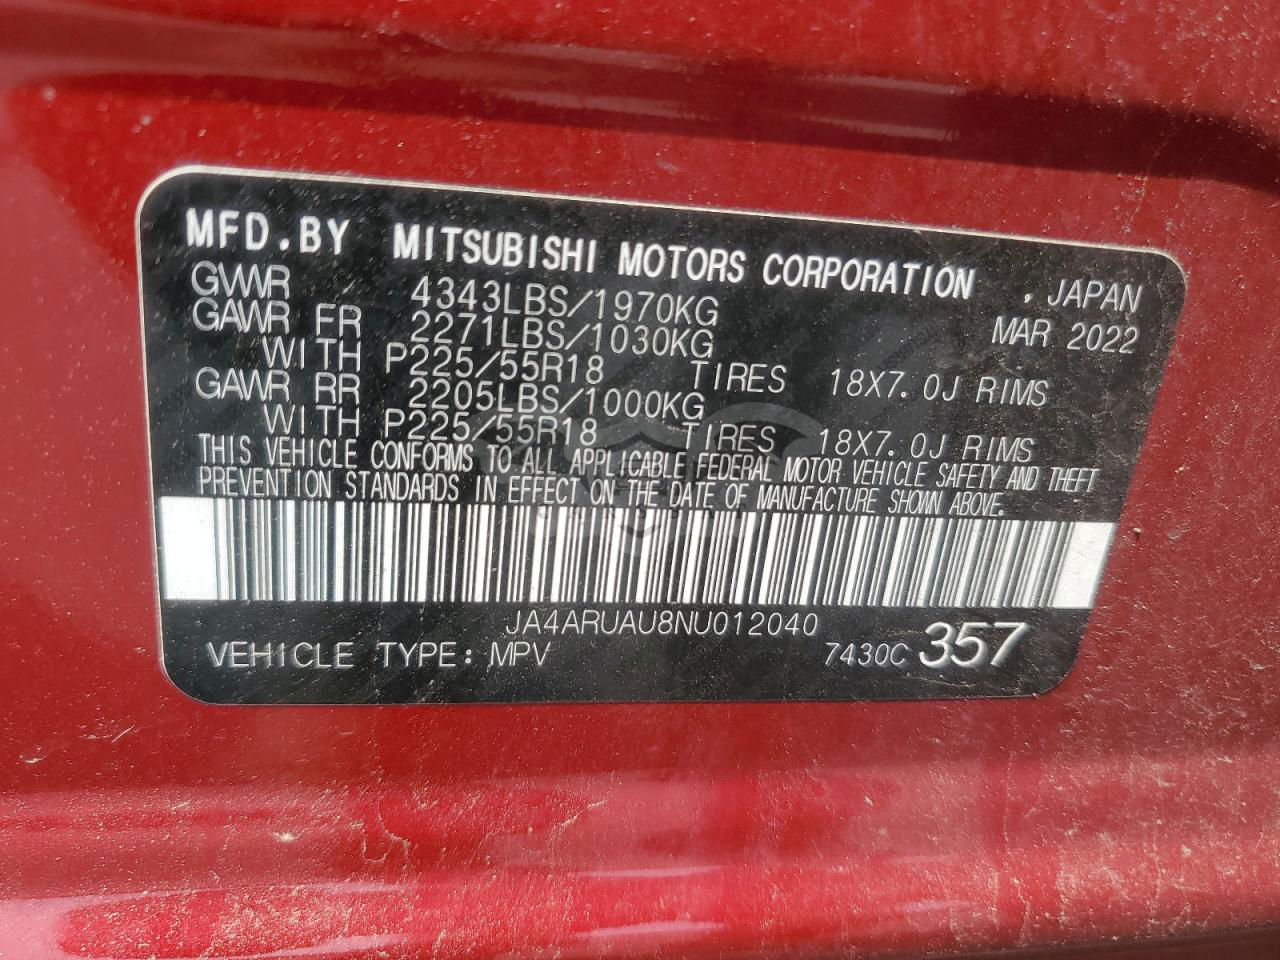 MFD.BY MITSUBISHI MOTORS CORPORATION , JAPAN
GVWR 4343LBS/1970KG MAR 2022
GAWR FR 2271LBS/1030KG
WITH P225/55R18 TIRES 18X7.0J RIMS
GAWR RR 2205LBS/1000KG
WITH P225/55R18 TIRES 18X7.0J RIMS
THIS VEHICLE CONFORMS TO ALL APPLICABLE FEDERAL MOTOR VEHICLE SAFETY AND THEFT
PREVENTION STANDARDS IN EFFECT ON THE DATE OF MANUFACTURE SHOWN ABOVE.
JA4ARUAU8NU012040
VEHICLE TYPE: MPV 7430C 357